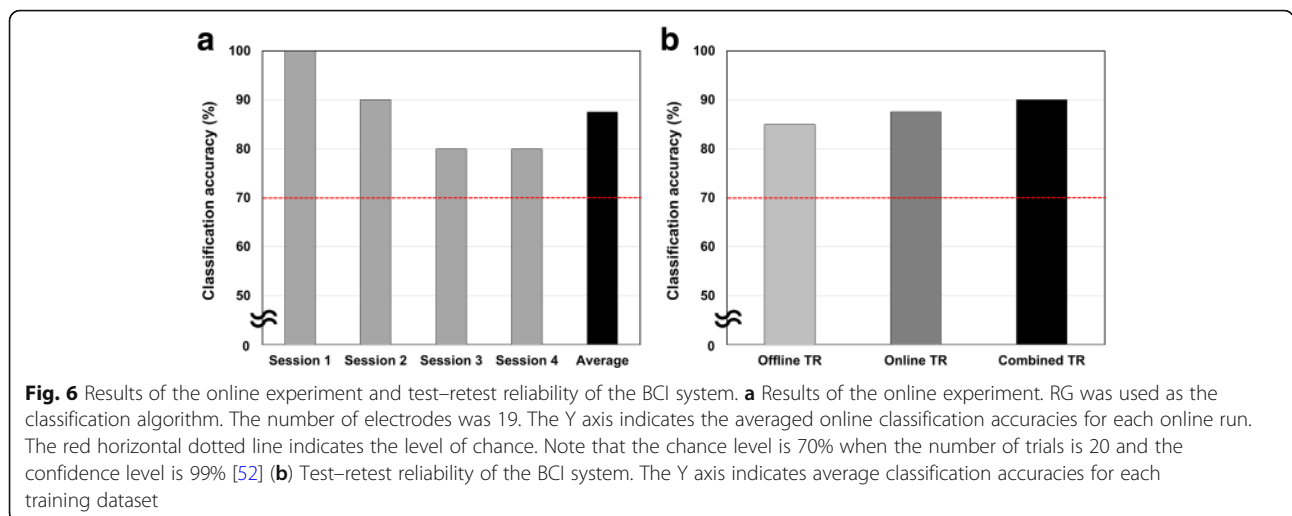 a
Classification accuracy (%)
100
90
80
70
60
50
0
Session 1 Session 2 Session 3 Session 4 Average
b
Classification accuracy (%)
100
90
80
70
60
50
0
Offline TR Online TR Combined TR
Fig. 6 Results of the online experiment and test–retest reliability of the BCI system. a Results of the online experiment. RG was used as the
classification algorithm. The number of electrodes was 19. The Y axis indicates the averaged online classification accuracies for each online run.
The red horizontal dotted line indicates the level of chance. Note that the chance level is 70% when the number of trials is 20 and the
confidence level is 99% [52] (b) Test–retest reliability of the BCI system. The Y axis indicates average classification accuracies for each
training dataset